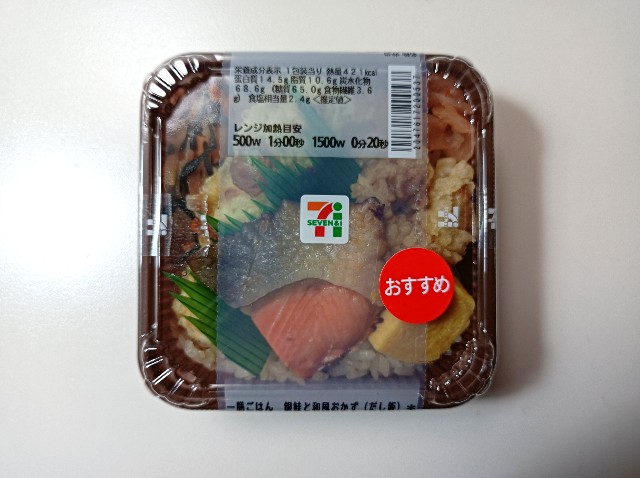 栄養成分表示 1包装当り 熱量421kcal
蛋白質14.5g 脂質10.6g 炭水化物
68.6g (糖質65.0g 食物繊維3.6
g) 食塩相当量2.4g<推定値>
レンジ加熱目安
500W 1分00秒 1500W 0分20秒
7i
SEVEN&i
おすすめ
一膳ごはん 銀鮭と和風おかず(だし飯)